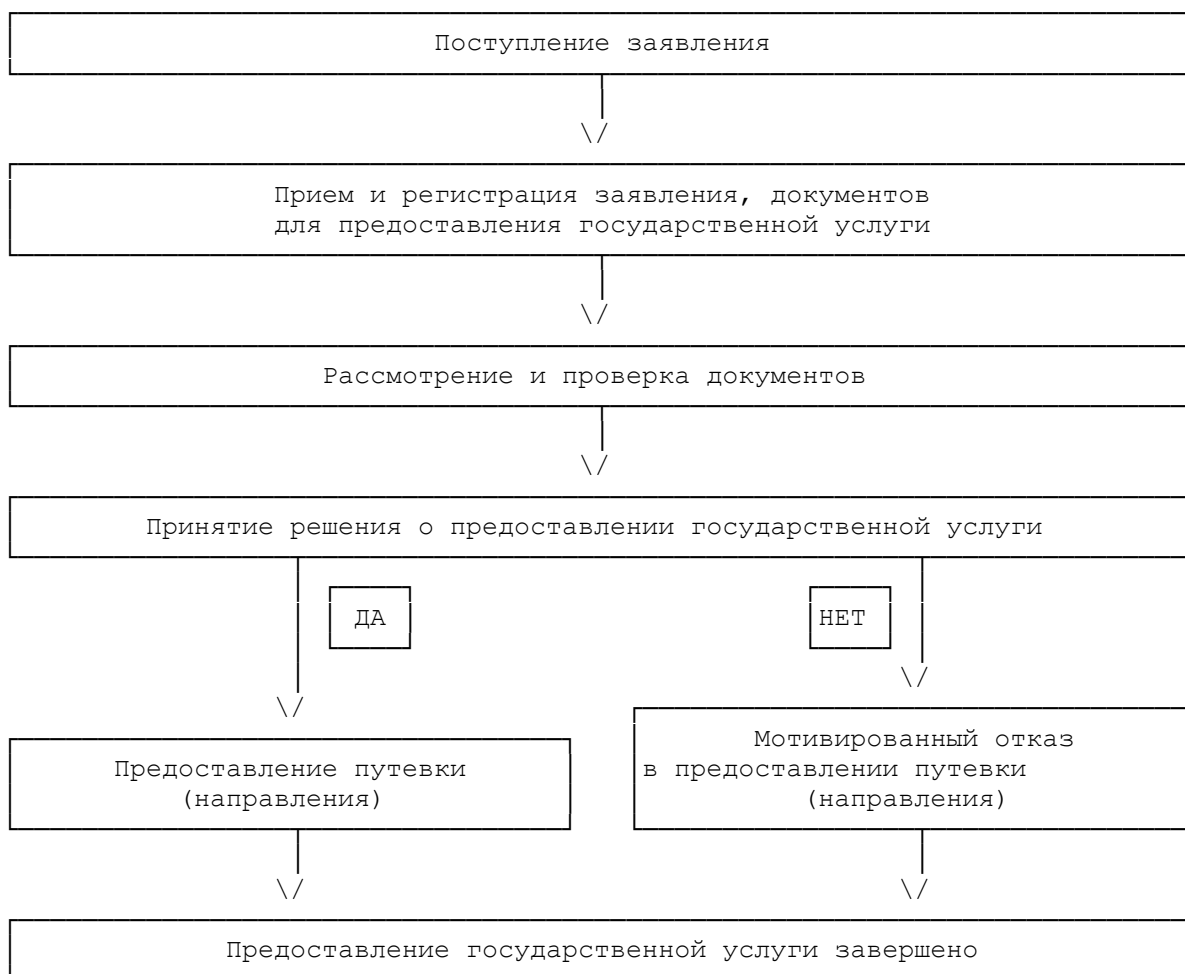 Поступление заявления
Прием и регистрация заявления, документов
для предоставления государственной услуги
Рассмотрение и проверка документов
Принятие решения о предоставлении государственной услуги
ДА
НЕТ
Предоставление путевки
(направления)
Мотивированный отказ
в предоставлении путевки
(направления)
Предоставление государственной услуги завершено